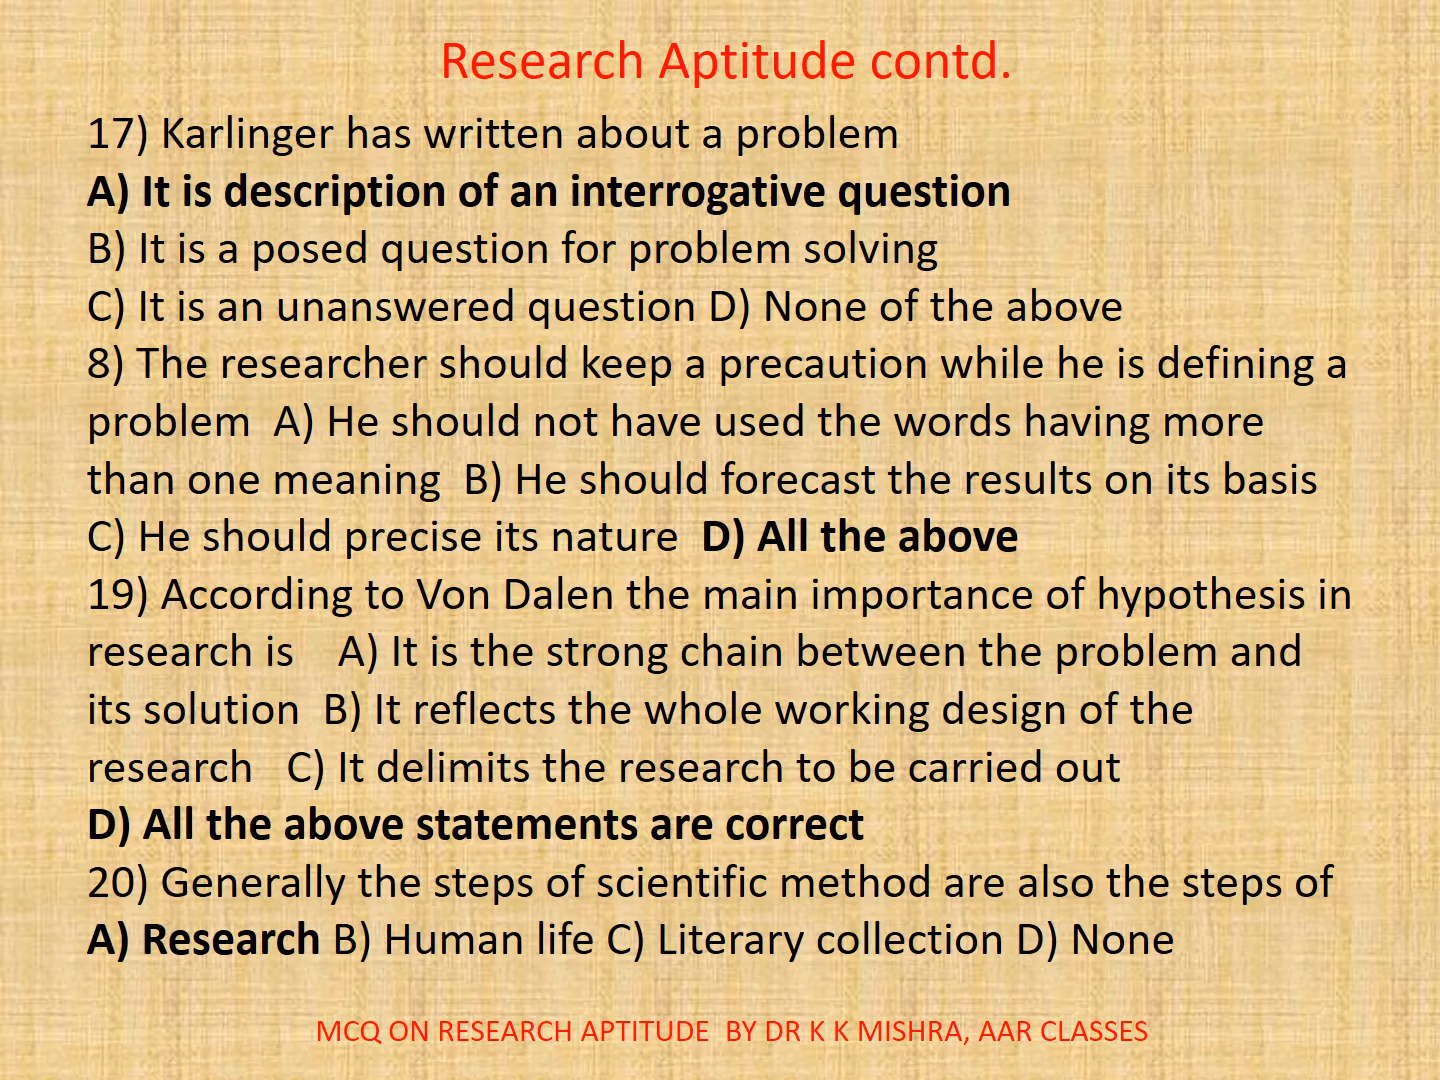 Research Aptitude contd.
17) Karlinger has written about a problem
A) It is description of an interrogative question
B) It is a posed question for problem solving
C) It is an unanswered question D) None of the above
8) The researcher should keep a precaution while he is defining a
problem  A) He should not have used the words having more
than one meaning  B) He should forecast the results on its basis
C) He should precise its nature  D) All the above
19) According to Von Dalen the main importance of hypothesis in
research is    A) It is the strong chain between the problem and
its solution  B) It reflects the whole working design of the
research   C) It delimits the research to be carried out
D) All the above statements are correct
20) Generally the steps of scientific method are also the steps of
A) Research B) Human life C) Literary collection D) None
MCQ ON RESEARCH APTITUDE  BY DR K K MISHRA, AAR CLASSES